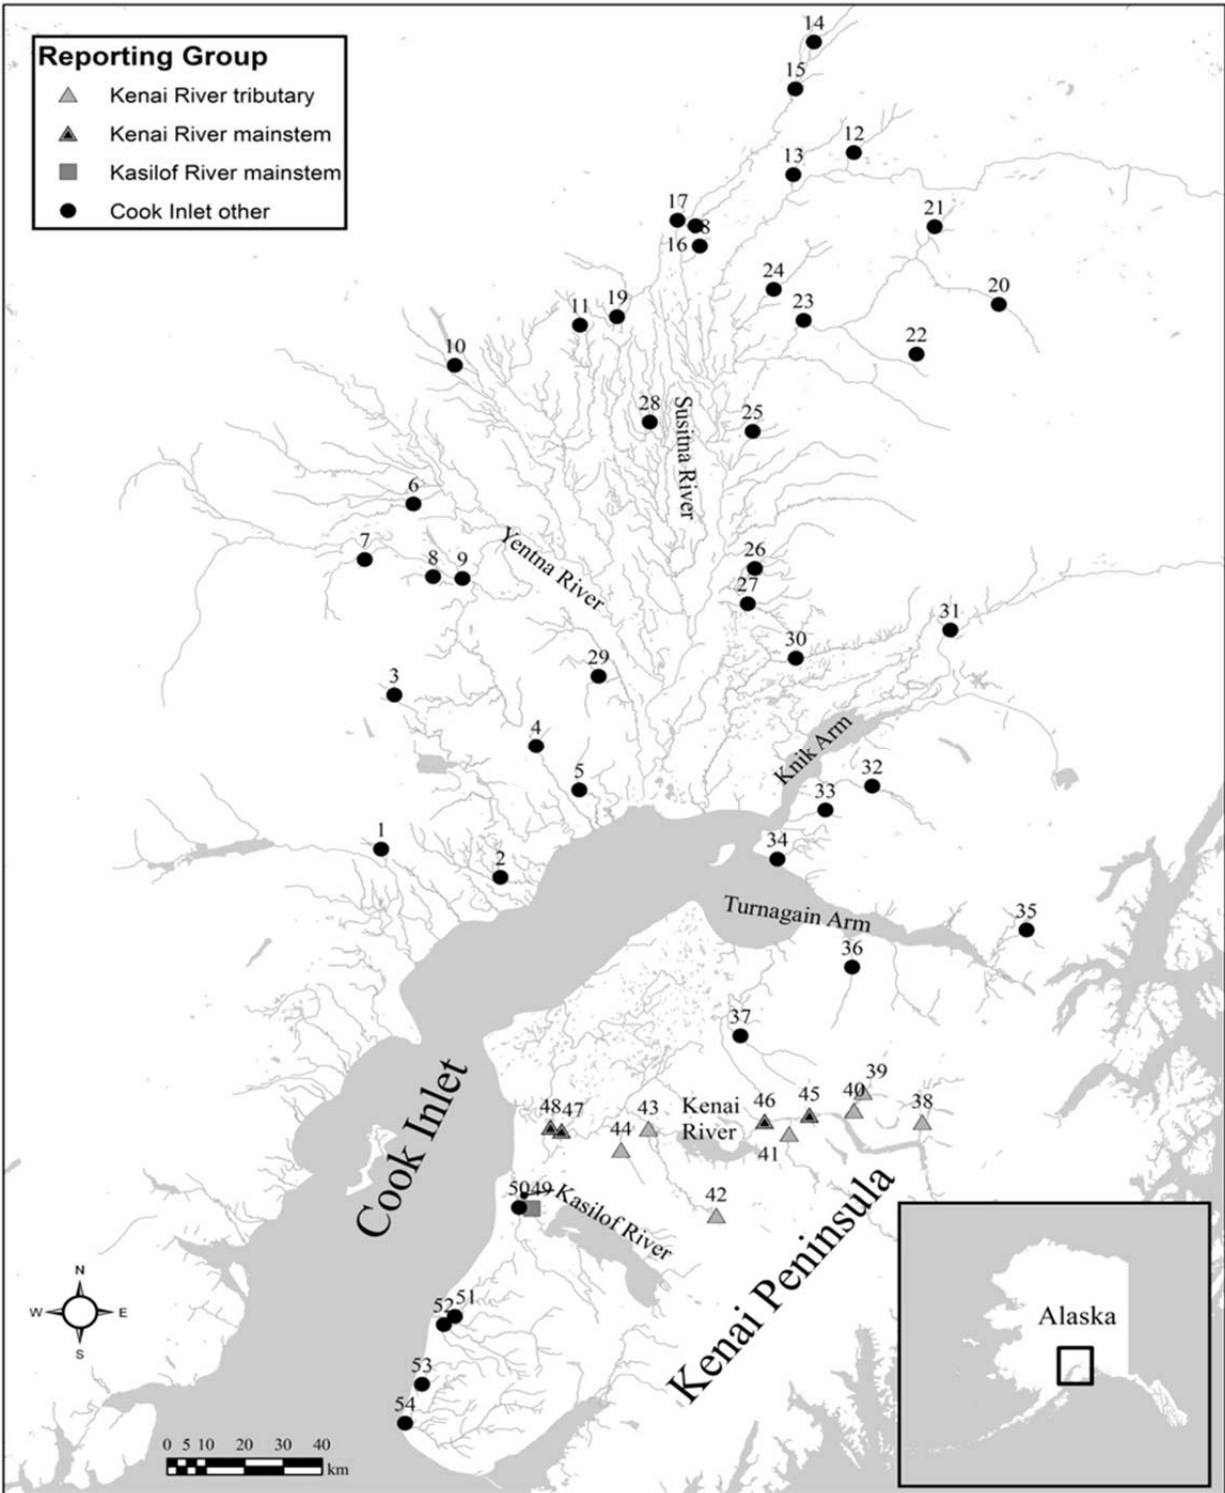 Reporting Group
Kenai River tributary
Kenai River mainstem
Kasilof River mainstem
Cook Inlet other
14
15
12
13
17
8
16
21
24
20
19
11
23
22
10
28
25
Susitna River
6
Yentna River
7
8
9
26
27
31
30
29
3
4
Knik Arm
5
32
33
1
34
2
Turnagain Arm
35
36
37
Cook Inlet
39
40
38
45
46
Kenai
River
43
48
47
44
41
50
49
Kasilof River
42
Kenai Peninsula
N
W
E
S
52
51
Alaska
53
54
0 5 10 20 30 40
km